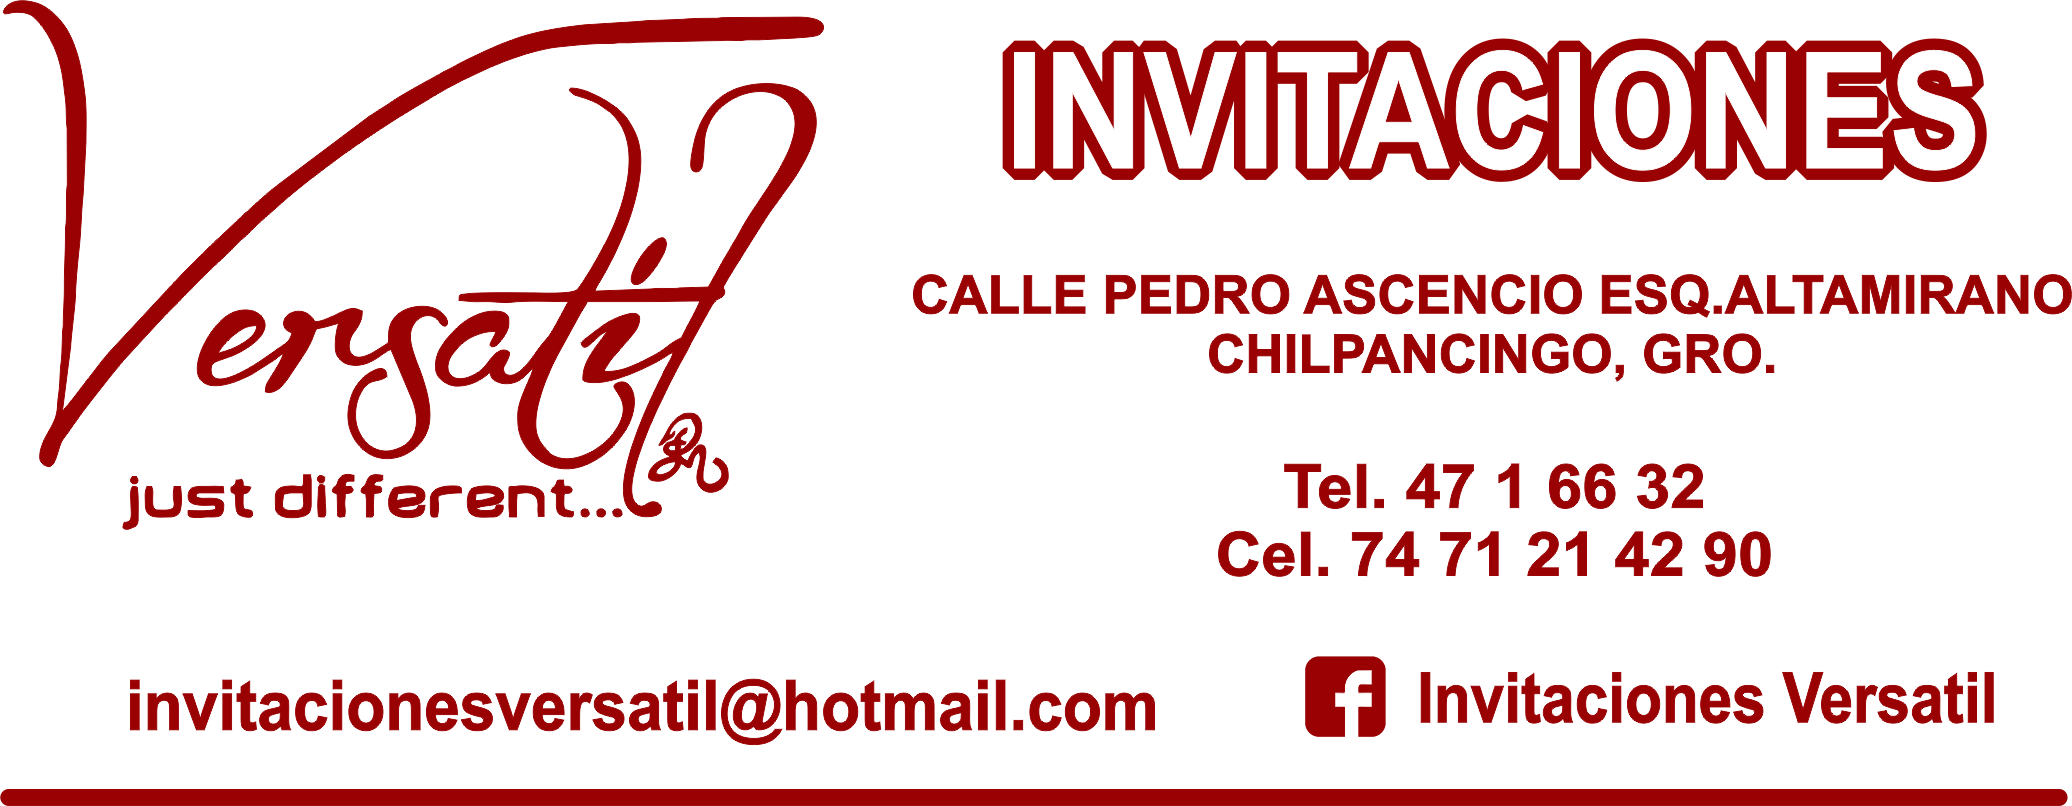 Versatil
just different...
INVITACIONES
CALLE PEDRO ASCENCIO ESQ.ALTAMIRANO
CHILPANCINGO, GRO.
Tel. 47 1 66 32
Cel. 74 71 21 42 90
invitacionesversatil@hotmail.com
f Invitaciones Versatil